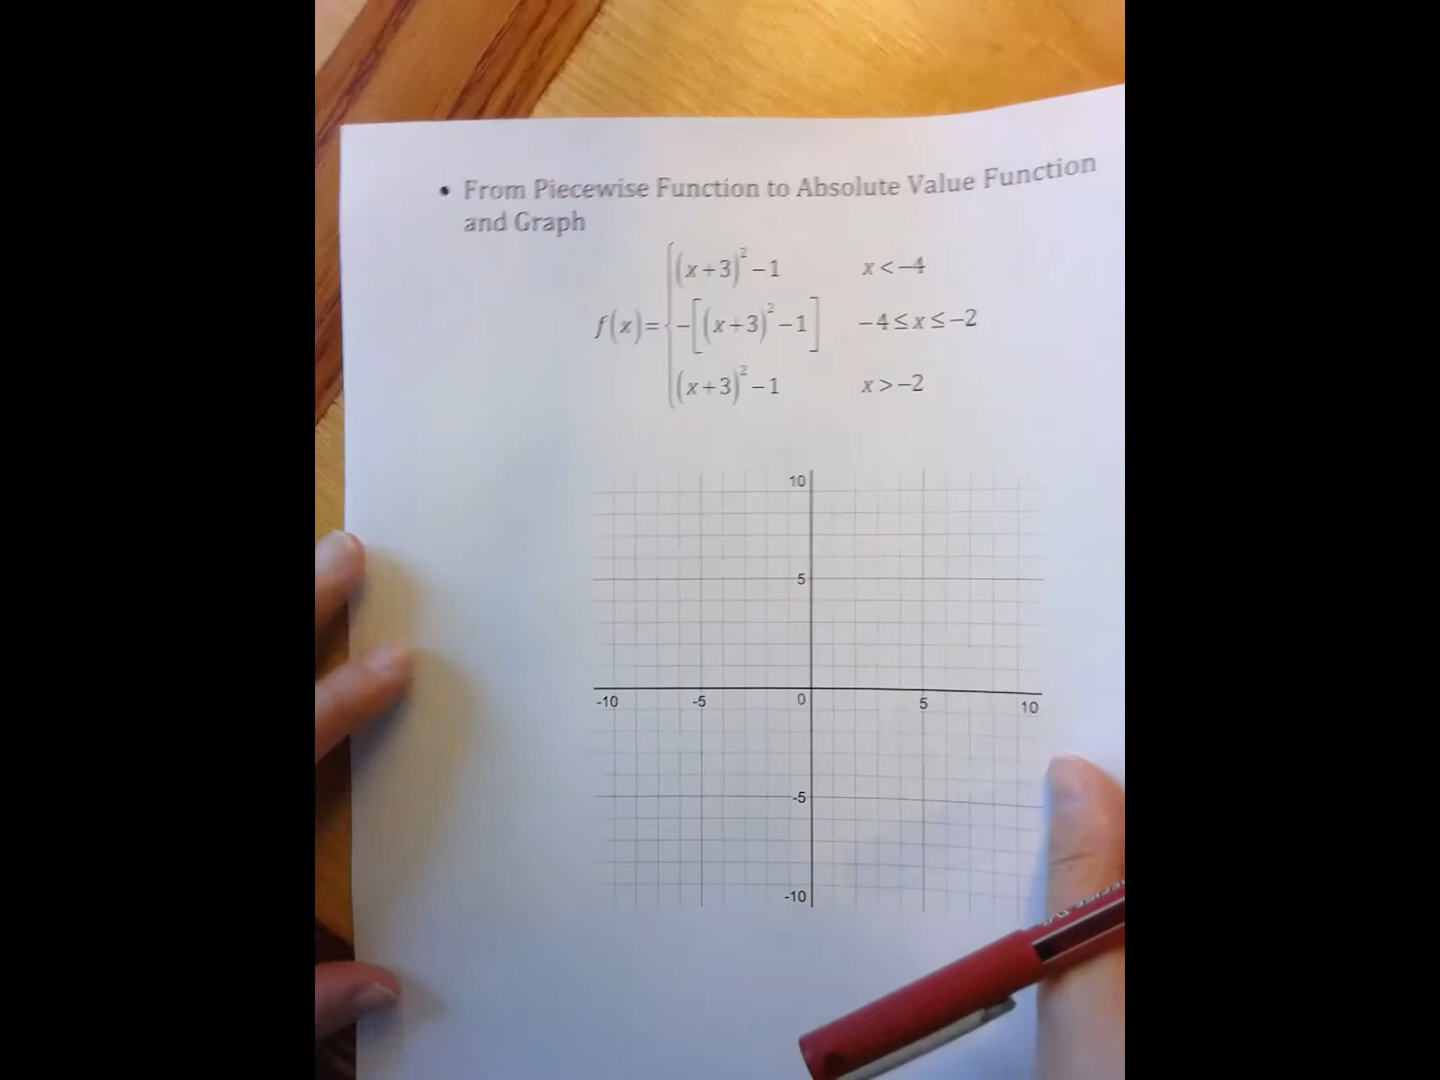 • From Piecewise Function to Absolute Value Function
and Graph
(x+3)²−1 x<−4
f(x)={ −[(x+3)²−1] −4≤x≤−2
(x+3)²−1 x>−2
10
5
-10 -5 0 5 10
-5
-10